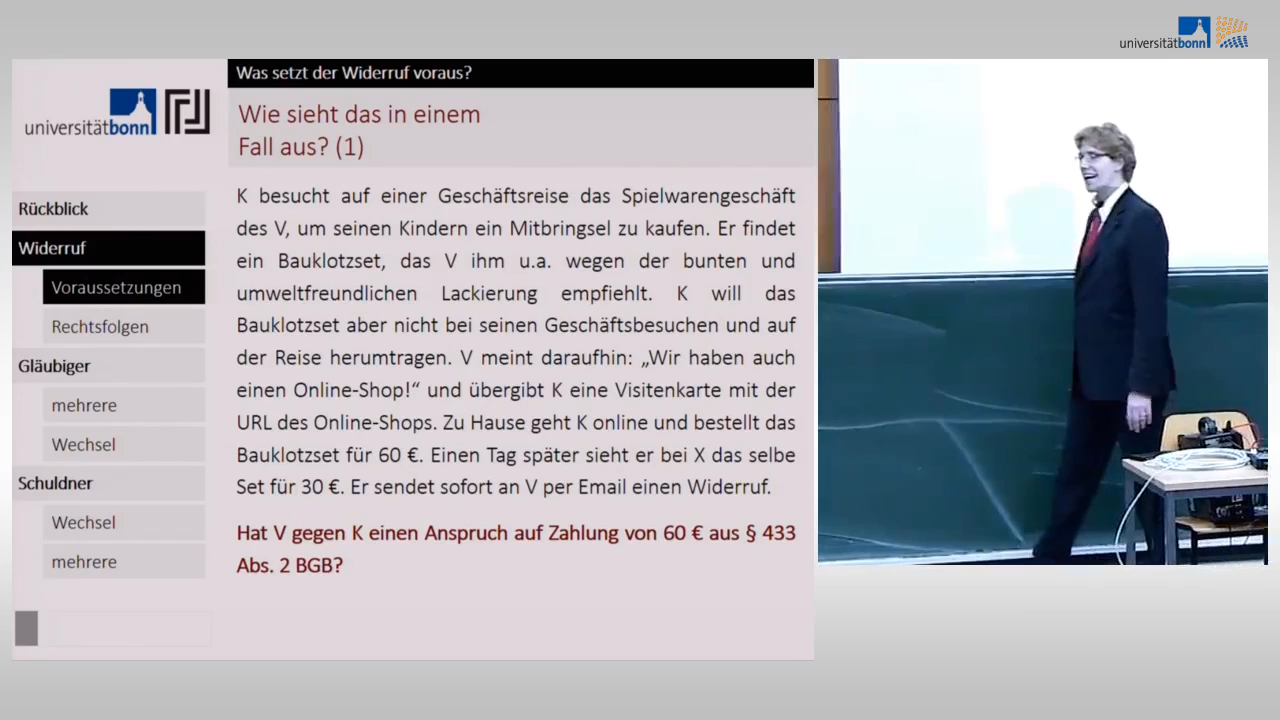 universitätbonn
Was setzt der Widerruf voraus?
universitätbonn
Wie sieht das in einem
Fall aus? (1)
Rückblick
Widerruf
Voraussetzungen
Rechtsfolgen
Gläubiger
mehrere
Wechsel
Schuldner
Wechsel
mehrere
K besucht auf einer Geschäftsreise das Spielwarengeschäft
des V, um seinen Kindern ein Mitbringsel zu kaufen. Er findet
ein Bauklotzset, das V ihm u.a. wegen der bunten und
umweltfreundlichen Lackierung empfiehlt. K will das
Bauklotzset aber nicht bei seinen Geschäftsbesuchen und auf
der Reise herumtragen. V meint daraufhin: „Wir haben auch
einen Online-Shop!“ und übergibt K eine Visitenkarte mit der
URL des Online-Shops. Zu Hause geht K online und bestellt das
Bauklotzset für 60 €. Einen Tag später sieht er bei X das selbe
Set für 30 €. Er sendet sofort an V per Email einen Widerruf.
Hat V gegen K einen Anspruch auf Zahlung von 60 € aus § 433
Abs. 2 BGB?